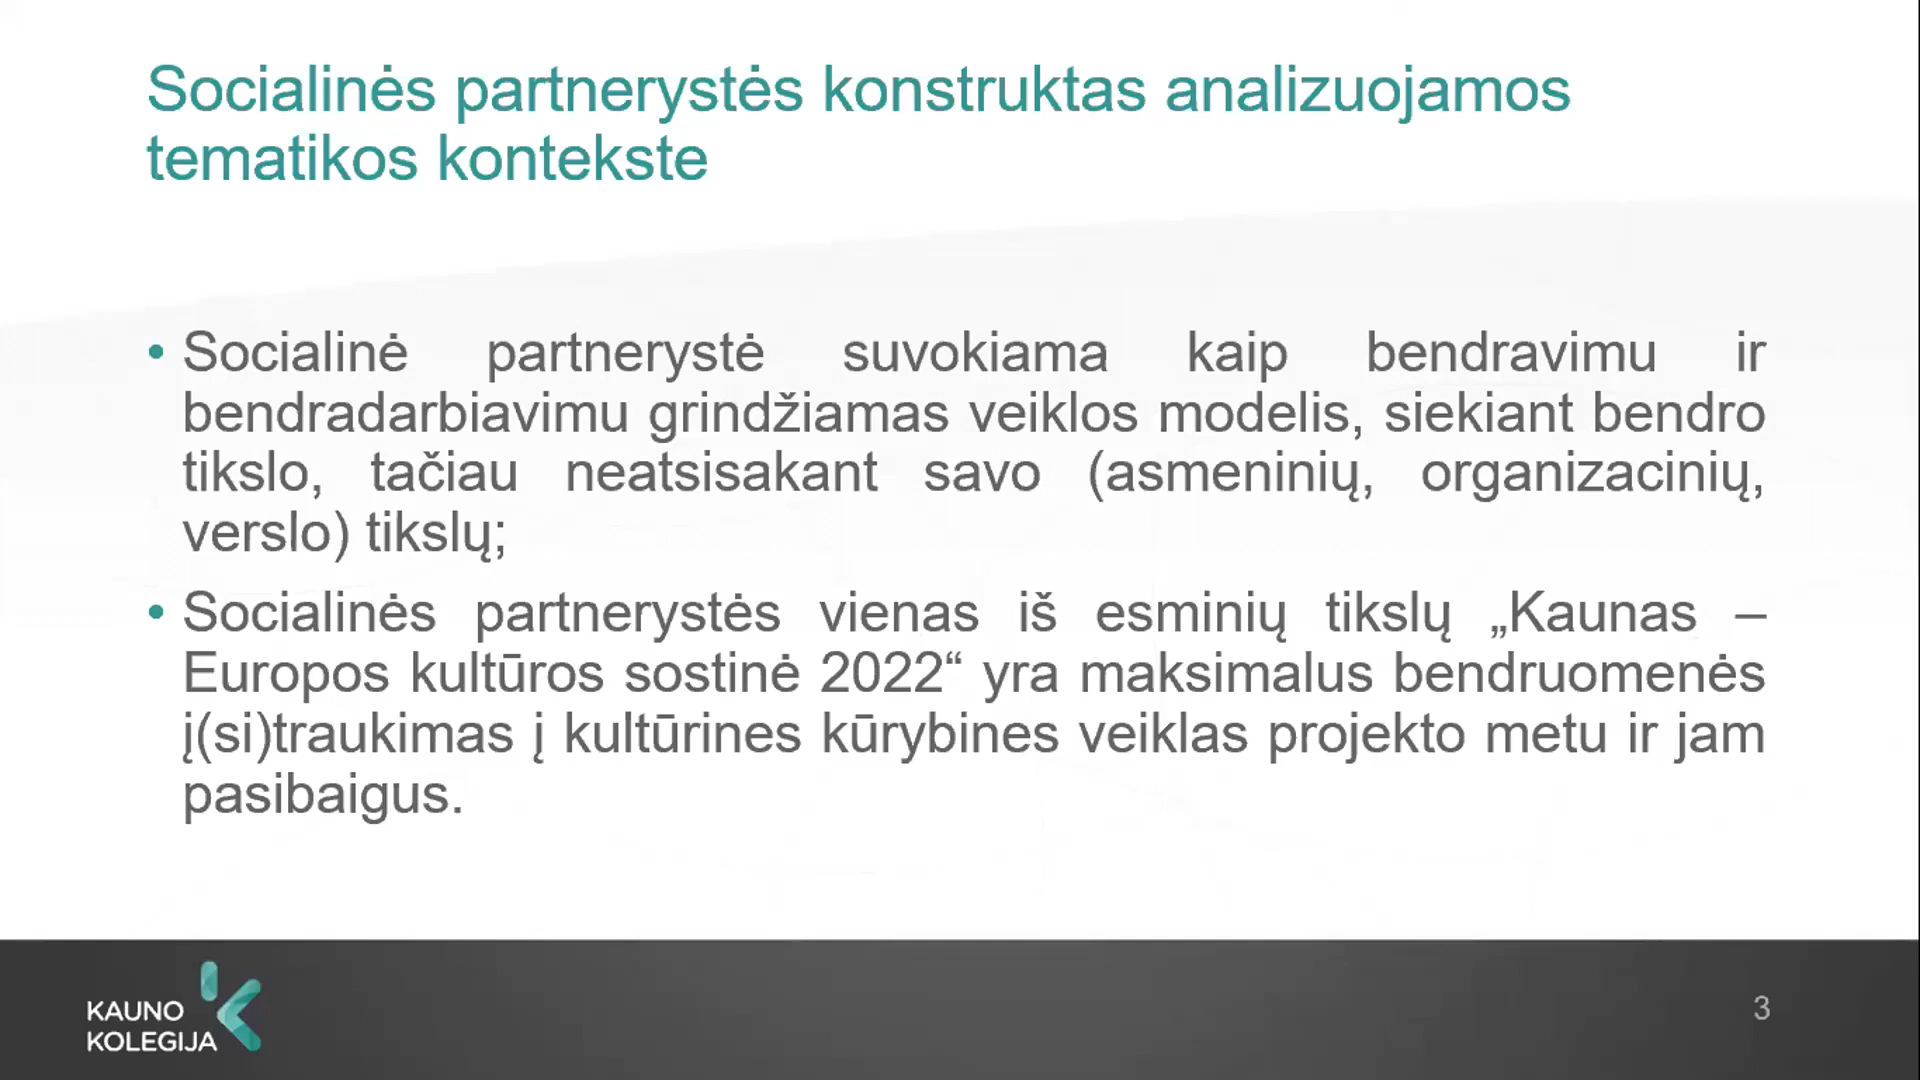 Socialinės partnerystės konstruktas analizuojamos
tematikos kontekste
• Socialinė partnerystė suvokiama kaip bendravimu ir
bendradarbiavimu grindžiamas veiklos modelis, siekiant bendro
tikslo, tačiau neatsisakant savo (asmeninių, organizacinių,
verslo) tikslų;
• Socialinės partnerystės vienas iš esminių tikslų „Kaunas –
Europos kultūros sostinė 2022“ yra maksimalus bendruomenės
į(si)traukimas į kultūrines kūrybines veiklas projekto metu ir jam
pasibaigus.
KAUNO
KOLEGIJA
3